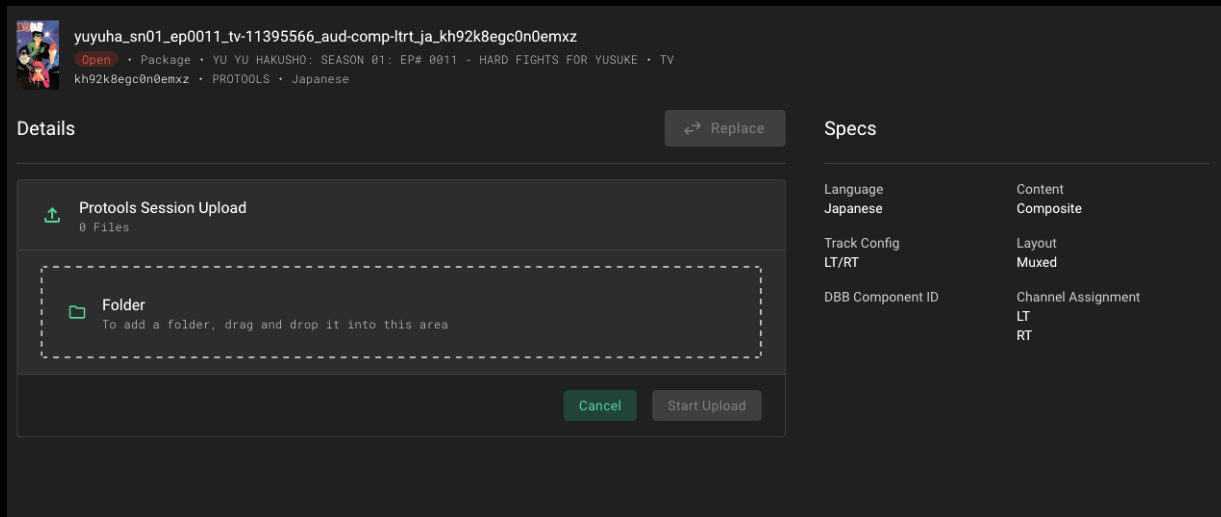 yuyuha_sn01_ep0011_tv-11395566_aud-comp-ltrt_ja_kh92k8egc0n0emxz
Open • Package • YU YU HAKUSHO: SEASON 01: EP# 0011 - HARD FIGHTS FOR YUSUKE • TV
kh92k8egc0n0emxz • PROTOOLS • Japanese
Details
Replace
Protools Session Upload
0 Files
Folder
To add a folder, drag and drop it into this area
Cancel
Start Upload
Specs
Language
Japanese
Content
Composite
Track Config
LT/RT
Layout
Muxed
DBB Component ID
Channel Assignment
LT
RT